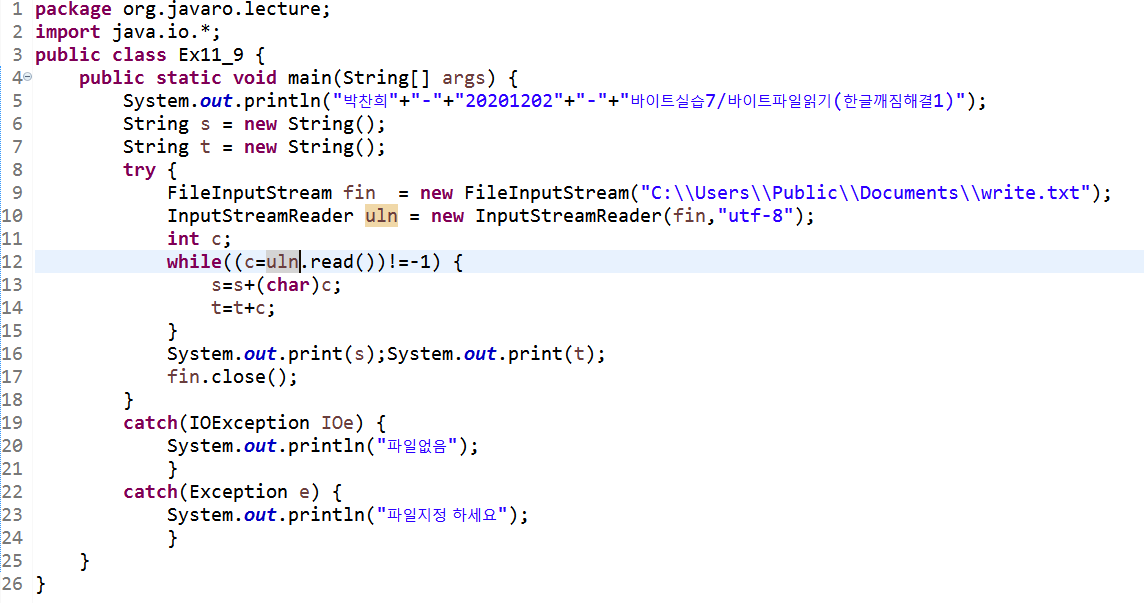 1 package org.javaro.lecture;
2 import java.io.*;
3 public class Ex11_9 {
4 public static void main(String[] args) {
5 System.out.println("박찬희"+"-"+"20201202"+"-"+"바이트실습7/바이트파일읽기(한글깨짐해결1)");
6 String s = new String();
7 String t = new String();
8 try {
9 FileInputStream fin  = new FileInputStream("C:\\Users\\Public\\Documents\\write.txt");
10 InputStreamReader uln = new InputStreamReader(fin,"utf-8");
11 int c;
12 while((c=uln.read())!=-1) {
13 s=s+(char)c;
14 t=t+c;
15 }
16 System.out.print(s);System.out.print(t);
17 fin.close();
18 }
19 catch(IOException IOe) {
20 System.out.println("파일없음");
21 }
22 catch(Exception e) {
23 System.out.println("파일지정 하세요");
24 }
25 }
26 }